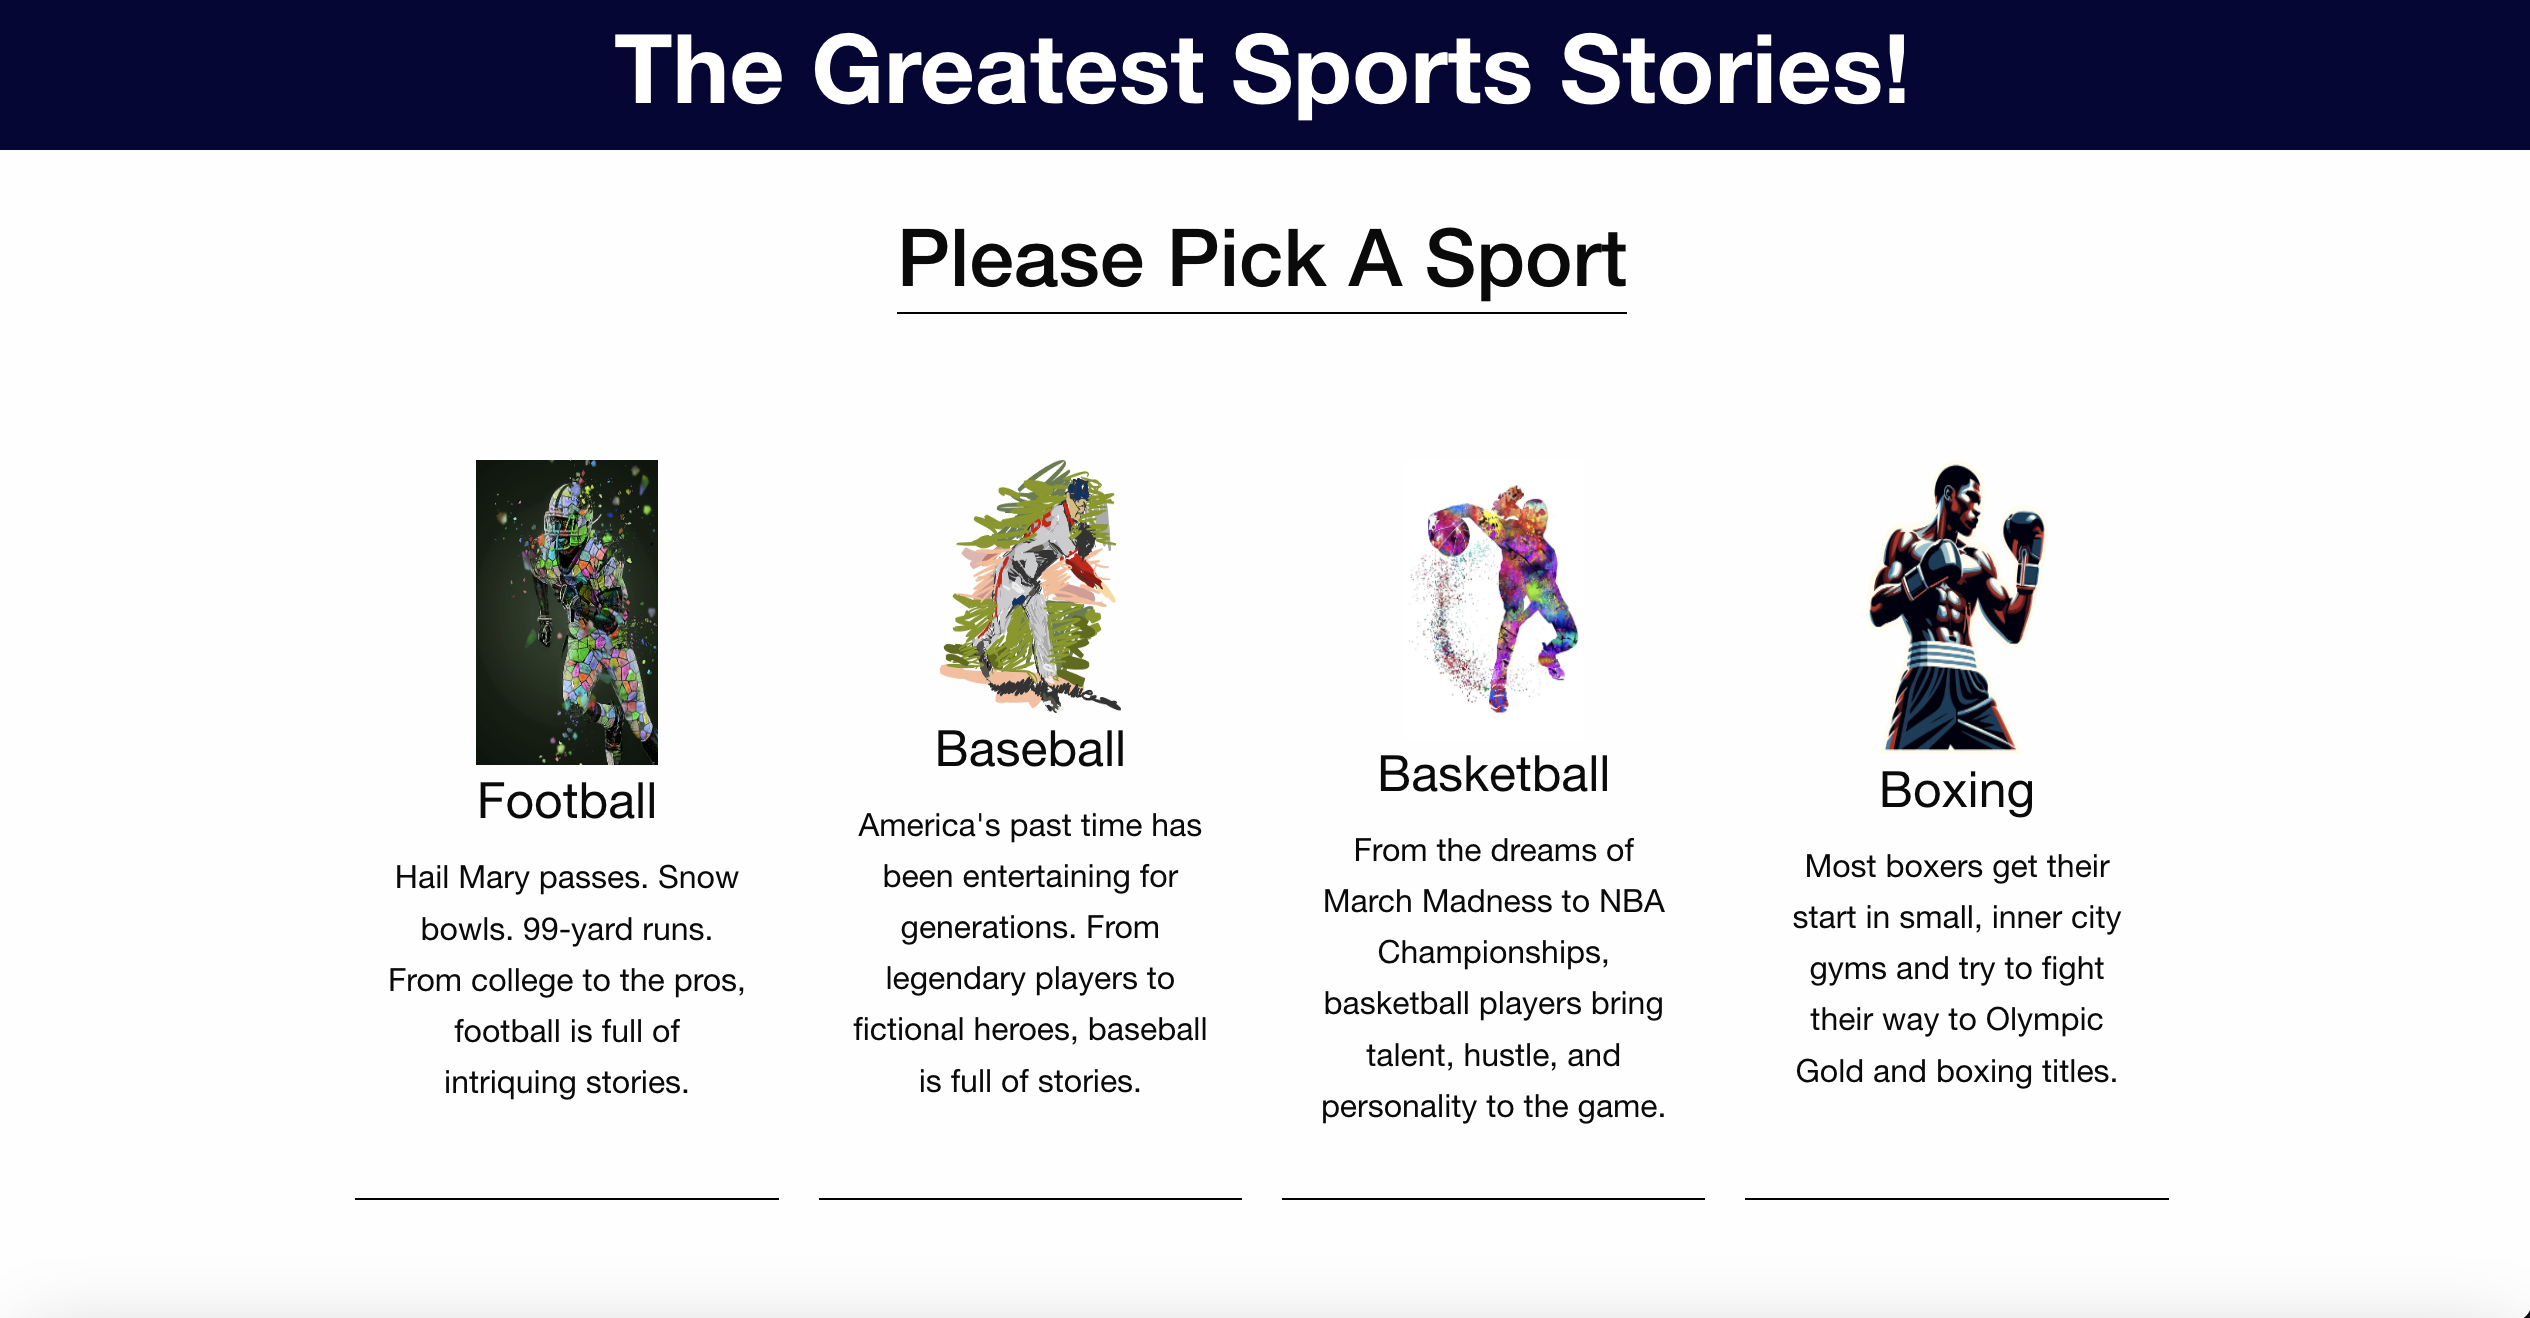 The Greatest Sports Stories!
Please Pick A Sport
Football
Hail Mary passes. Snow
bowls. 99-yard runs.
From college to the pros,
football is full of
intriquing stories.
Baseball
America's past time has
been entertaining for
generations. From
legendary players to
fictional heroes, baseball
is full of stories.
Basketball
From the dreams of
March Madness to NBA
Championships,
basketball players bring
talent, hustle, and
personality to the game.
Boxing
Most boxers get their
start in small, inner city
gyms and try to fight
their way to Olympic
Gold and boxing titles.